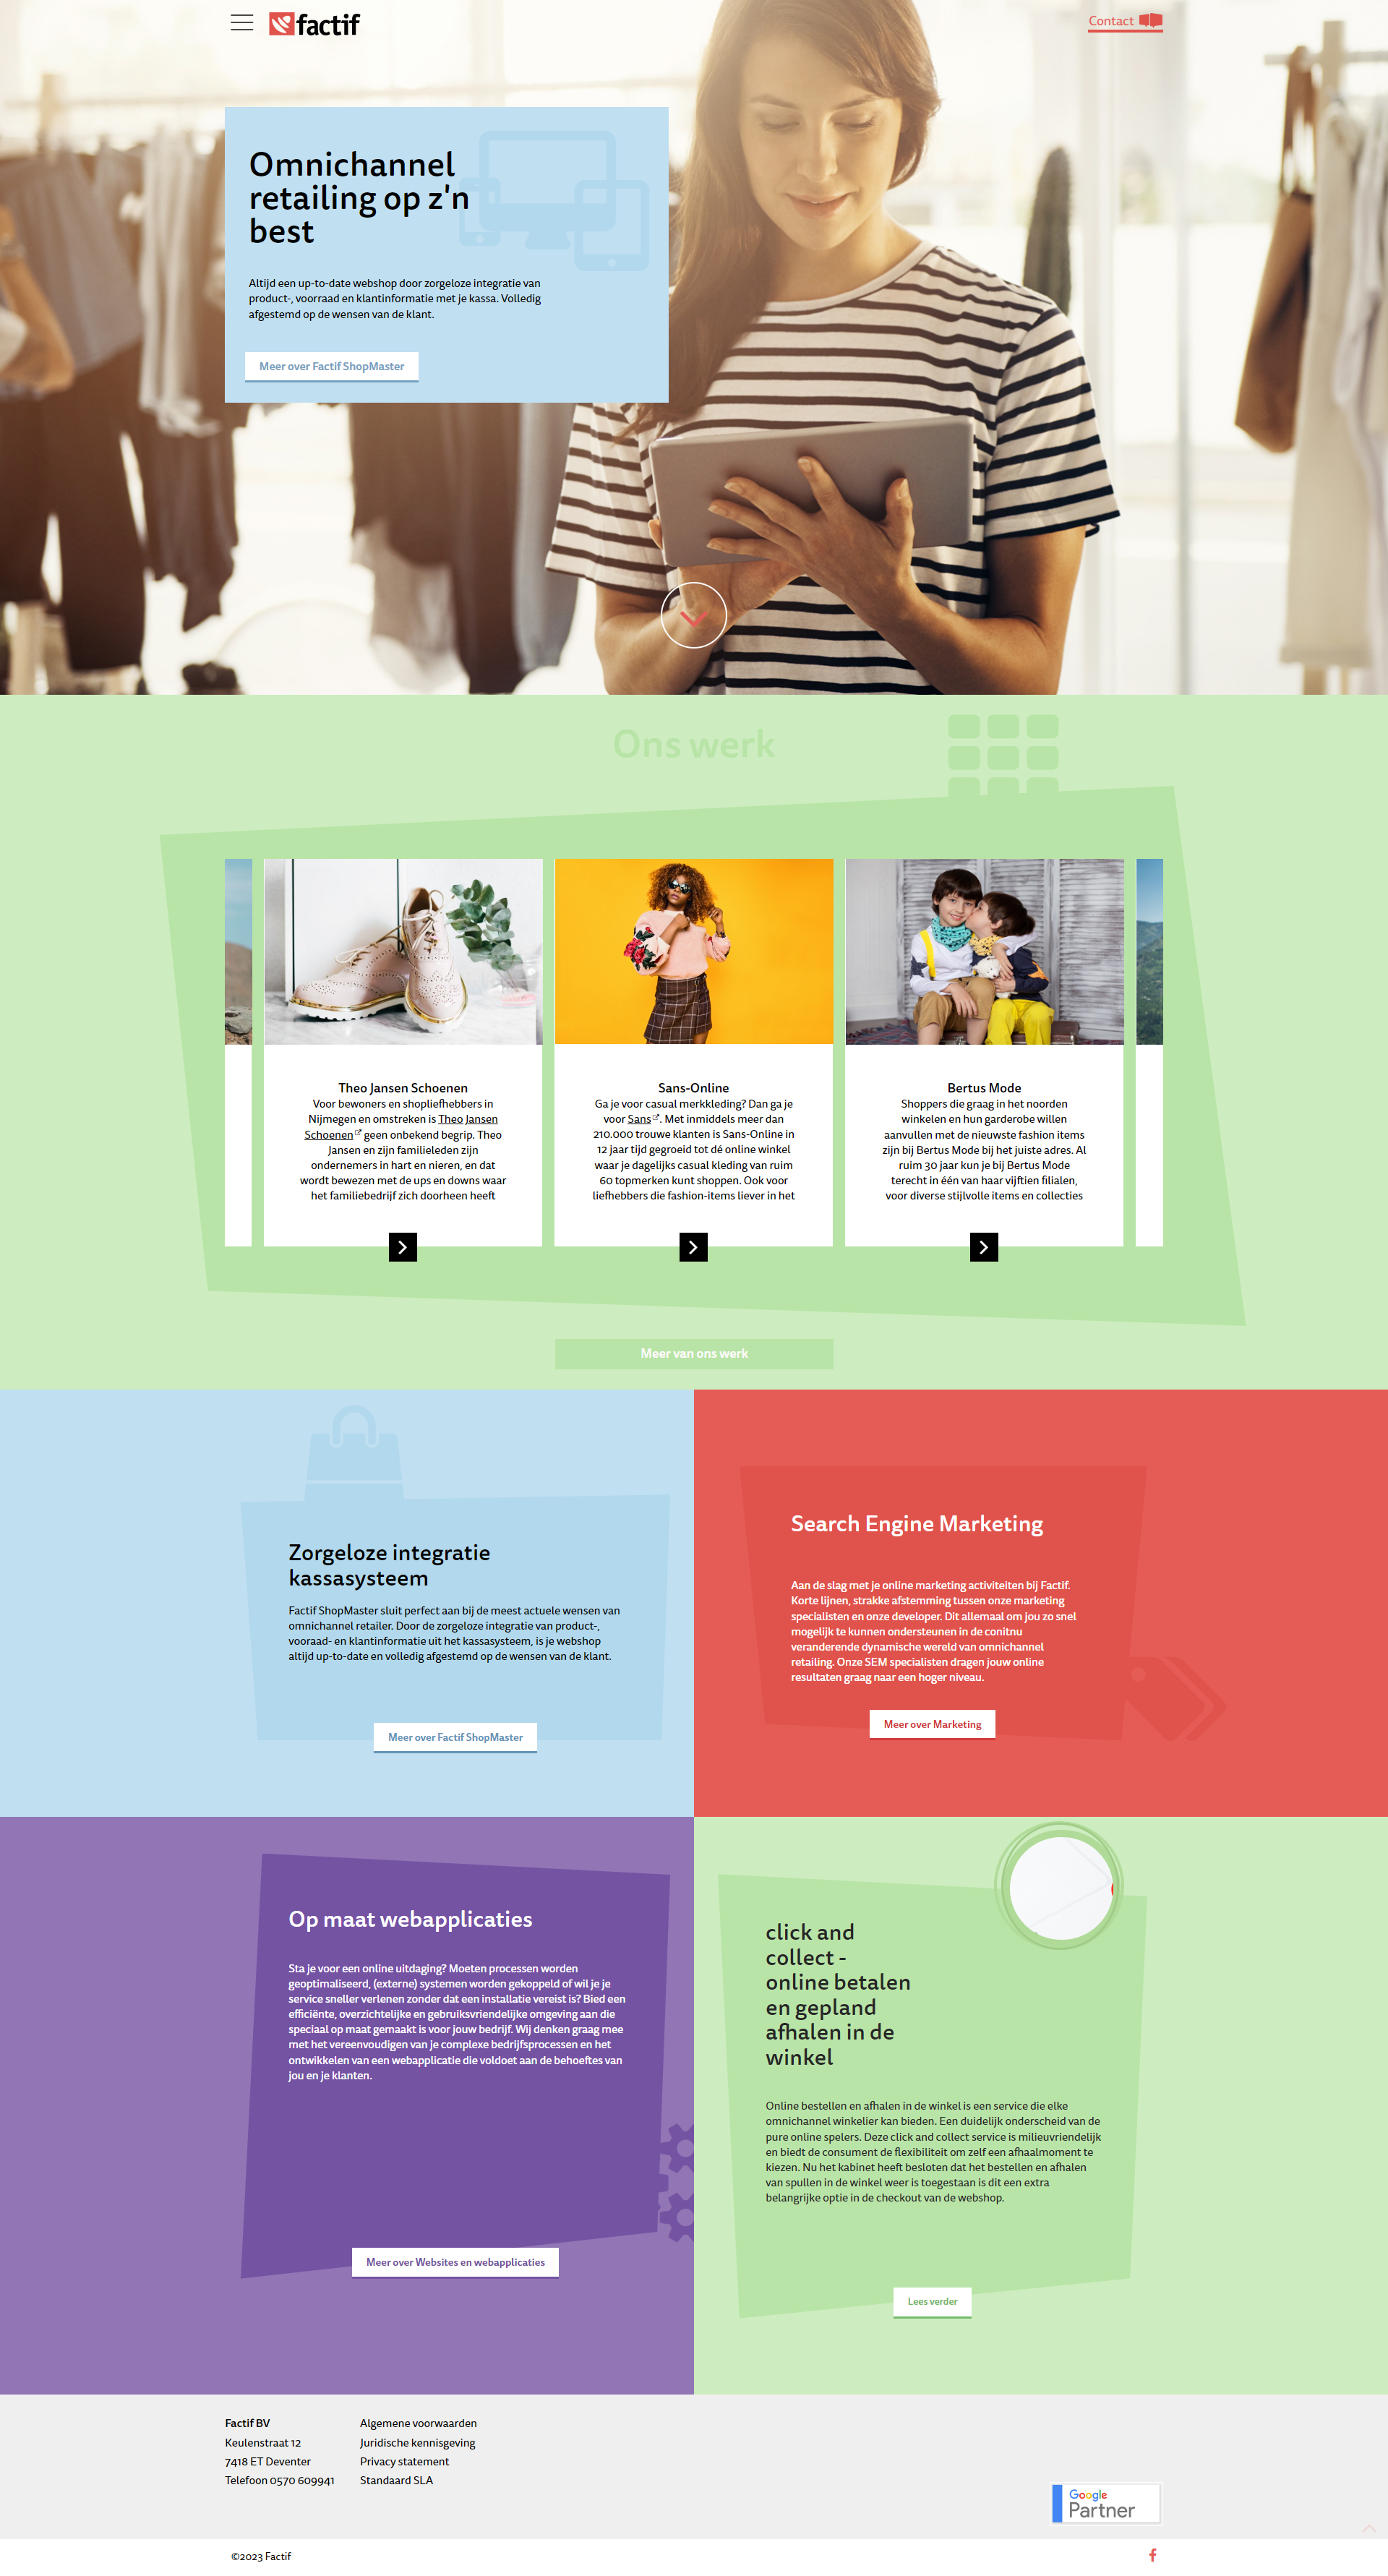 factif
Contact
Omnichannel
retailing op z'n
best
Altijd een up-to-date webshop door zorgeloze integratie van
product-, voorraad en klantinformatie met je kassa. Volledig
afgestemd op de wensen van de klant.
Meer over Factif ShopMaster
Ons werk
Theo Jansen Schoenen
Voor bewoners en shopliefhebbers in
Nijmegen en omstreken is Theo Jansen
Schoenen geen onbekend begrip. Theo
Jansen en zijn familieleden zijn
ondernemers in hart en nieren, en dat
wordt bewezen met de ups en downs waar
het familiebedrijf zich doorheen heeft
Sans-Online
Ga je voor casual merkkleding? Dan ga je
voor Sans. Met inmiddels meer dan
210.000 trouwe klanten is Sans-Online in
12 jaar tijd gegroeid tot dé online winkel
waar je dagelijks casual kleding van ruim
60 topmerken kunt shoppen. Ook voor
liefhebbers die fashion-items liever in het
Bertus Mode
Shoppers die graag in het noorden
winkelen en hun garderobe willen
aanvullen met de nieuwste fashion items
zijn bij Bertus Mode bij het juiste adres. Al
ruim 30 jaar kun je bij Bertus Mode
terecht in één van haar vijftien filialen,
voor diverse stijlvolle items en collecties
Meer van ons werk
Zorgeloze integratie
kassasysteem
Factif ShopMaster sluit perfect aan bij de meest actuele wensen van
omnichannel retailer. Door de zorgeloze integratie van product-,
vooraad- en klantinformatie uit het kassasysteem, is je webshop
altijd up-to-date en volledig afgestemd op de wensen van de klant.
Meer over Factif ShopMaster
Search Engine Marketing
Aan de slag met je online marketing activiteiten bij Factif.
Korte lijnen, strakke afstemming tussen onze marketing
specialisten en onze developer. Dit allemaal om jou zo snel
mogelijk te kunnen ondersteunen in de conitnu
veranderende dynamische wereld van omnichannel
retailing. Onze SEM specialisten dragen jouw online
resultaten graag naar een hoger niveau.
Meer over Marketing
Op maat webapplicaties
Sta je voor een online uitdaging? Moeten processen worden
geoptimaliseerd, (externe) systemen worden gekoppeld of wil je je
service sneller verlenen zonder dat een installatie vereist is? Bied een
efficiënte, overzichtelijke en gebruiksvriendelijke omgeving aan die
speciaal op maat gemaakt is voor jouw bedrijf. Wij denken graag mee
met het vereenvoudigen van je complexe bedrijfsprocessen en het
ontwikkelen van een webapplicatie die voldoet aan de behoeftes van
jou en je klanten.
Meer over Websites en webapplicaties
click and
collect -
online betalen
en gepland
afhalen in de
winkel
Online bestellen en afhalen in de winkel is een service die elke
omnichannel winkelier kan bieden. Een duidelijk onderscheid van de
pure online spelers. Deze click and collect service is milieuvriendelijk
en biedt de consument de flexibiliteit om zelf een afhaalmoment te
kiezen. Nu het kabinet heeft besloten dat het bestellen en afhalen
van spullen in de winkel weer is toegestaan is dit een extra
belangrijke optie in de checkout van de webshop.
Lees verder
Factif BV
Keulenstraat 12
7418 ET Deventer
Telefoon 0570 609941
Algemene voorwaarden
Juridische kennisgeving
Privacy statement
Standaard SLA
Google
Partner
©2023 Factif